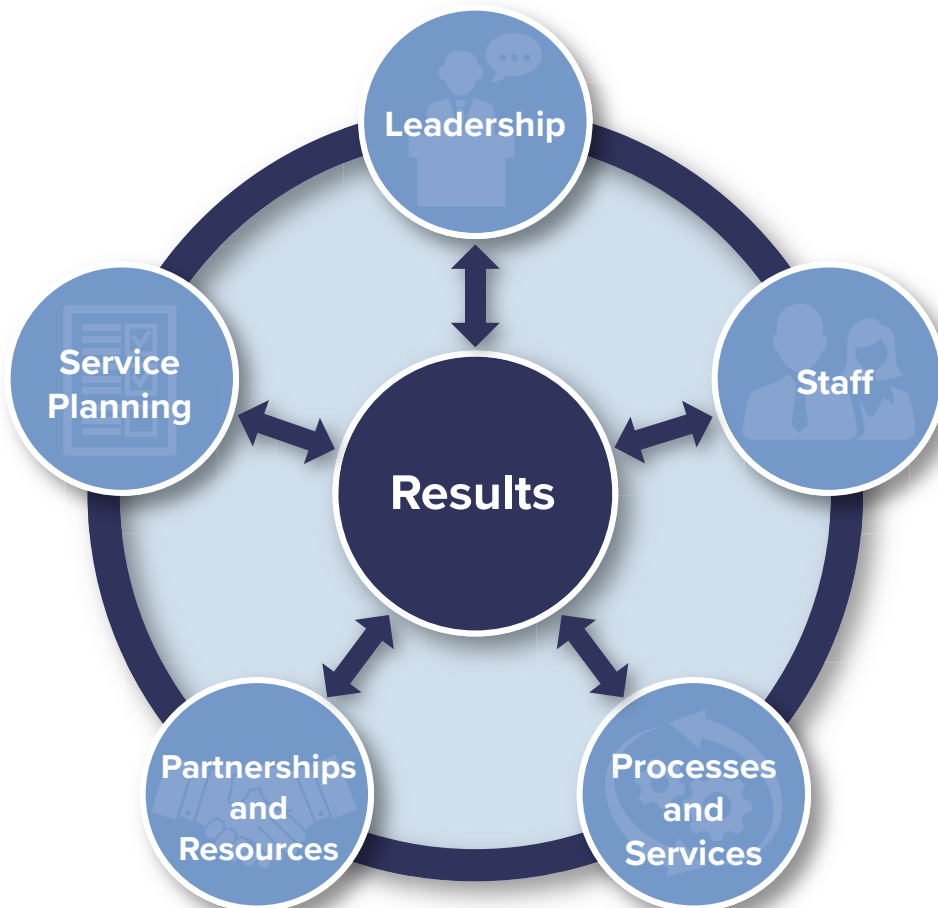 Leadership
Service
Planning
Staff
Results
Partnerships
and
Resources
Processes
and
Services